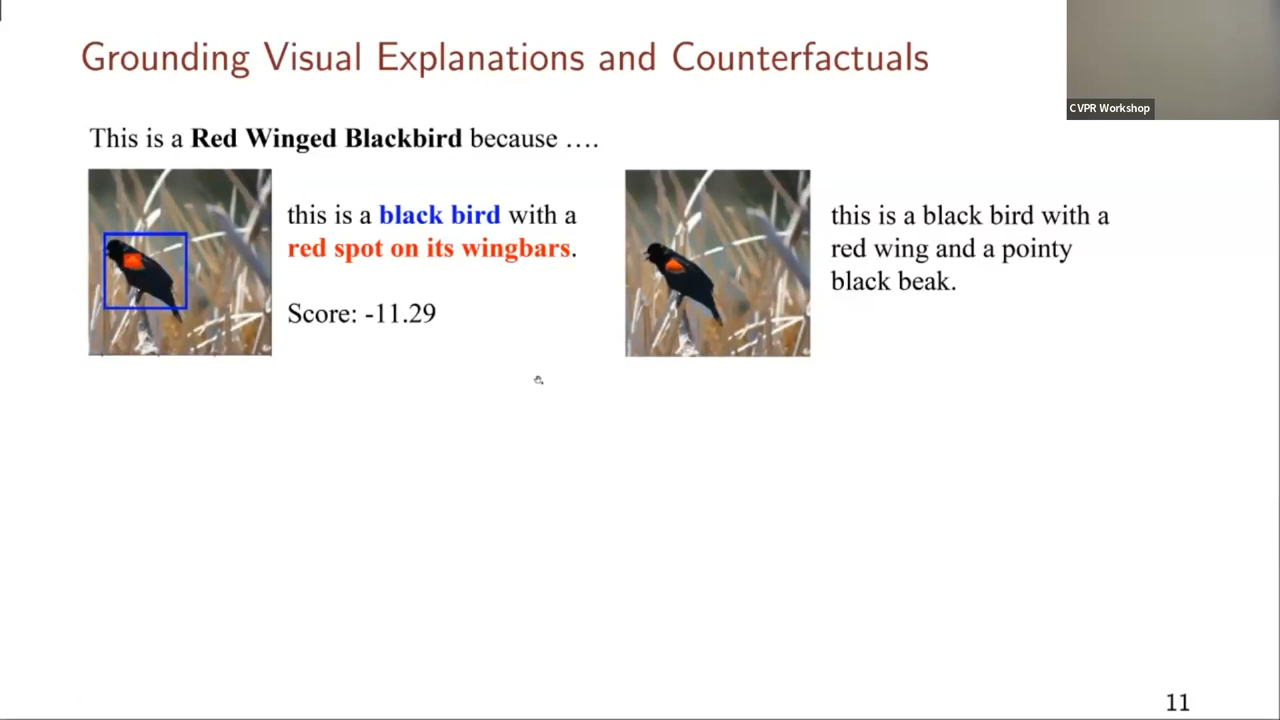 Grounding Visual Explanations and Counterfactuals
CVPR Workshop
This is a Red Winged Blackbird because ….
this is a black bird with a
red spot on its wingbars.
Score: -11.29
this is a black bird with a
red wing and a pointy
black beak.
11